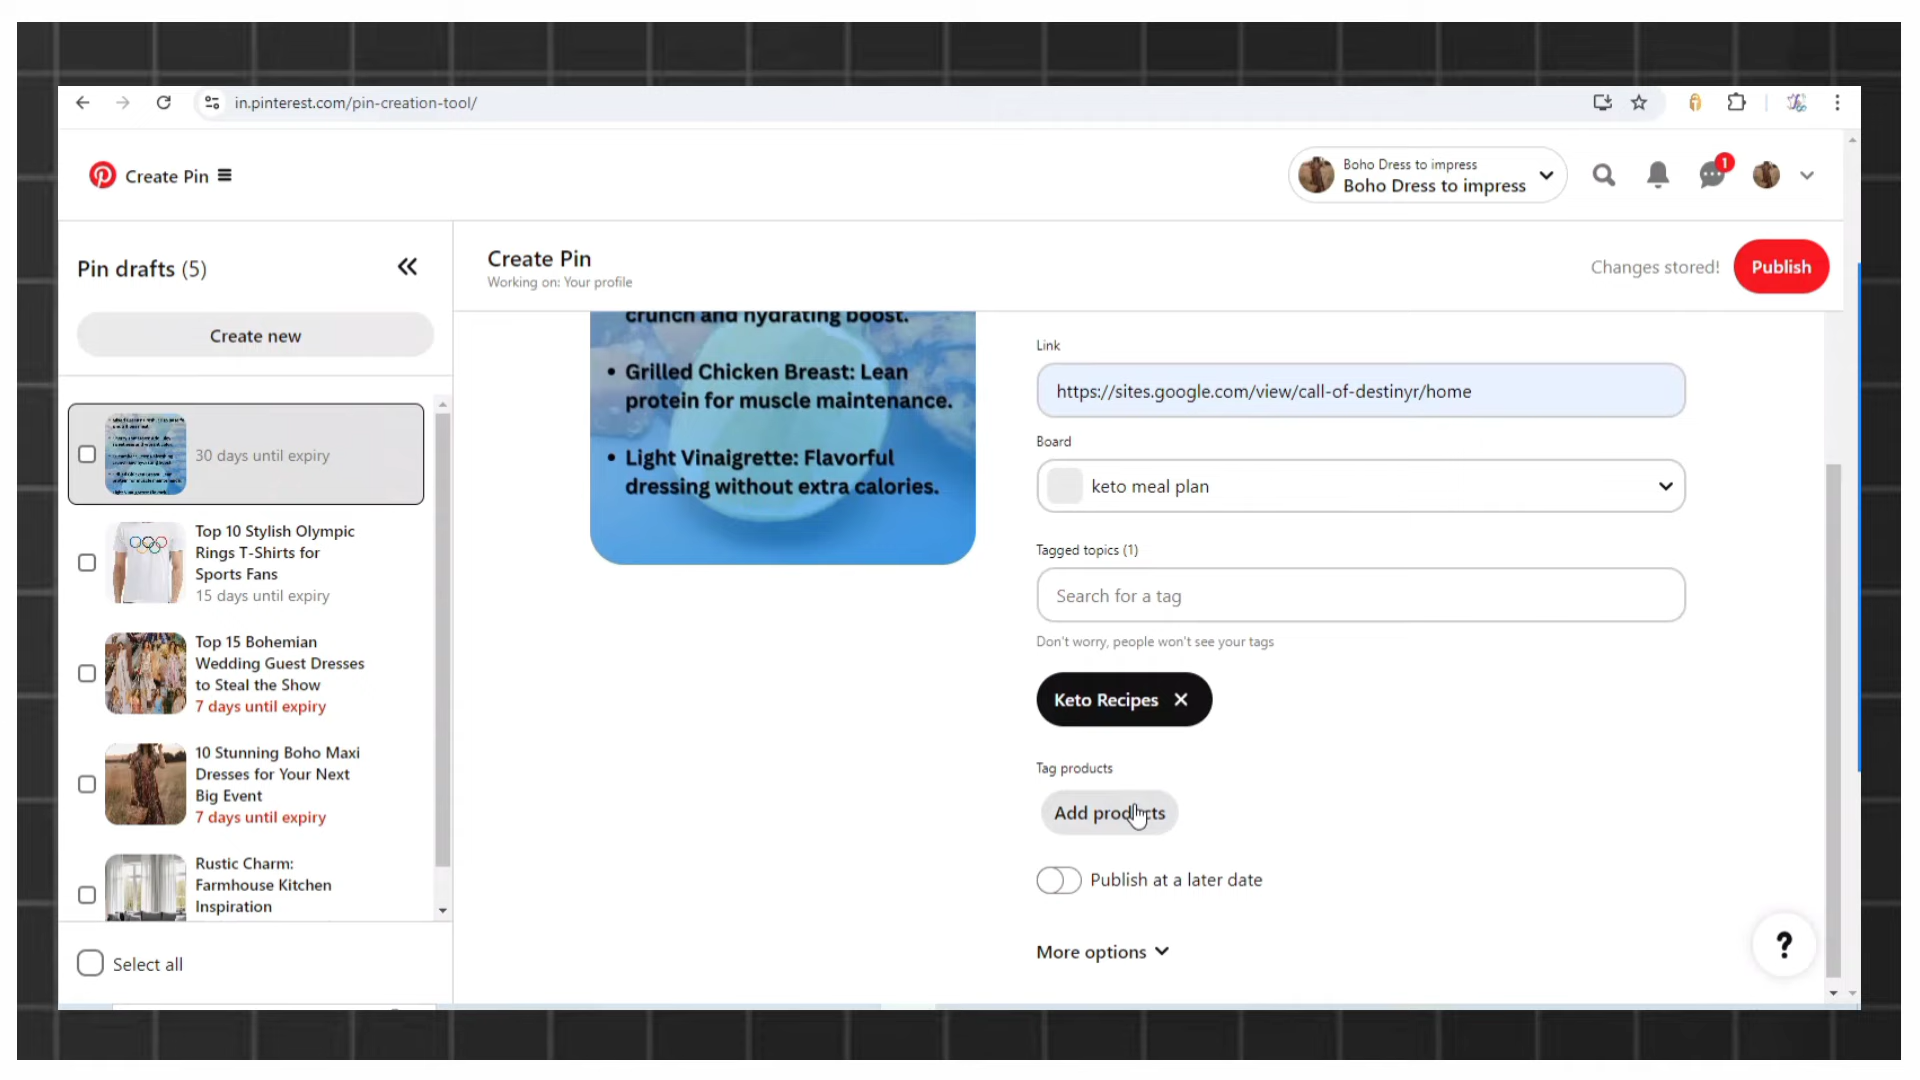 in.pinterest.com/pin-creation-tool/
Create Pin
Boho Dress to impress
Boho Dress to impress
1
Pin drafts (5)
Create new
30 days until expiry
Top 10 Stylish Olympic
Rings T-Shirts for
Sports Fans
15 days until expiry
Top 15 Bohemian
Wedding Guest Dresses
to Steal the Show
7 days until expiry
10 Stunning Boho Maxi
Dresses for Your Next
Big Event
7 days until expiry
Rustic Charm:
Farmhouse Kitchen
Inspiration
Select all
Create Pin
Working on: Your profile
Changes stored!
Publish
crunch and hydrating boost.
• Grilled Chicken Breast: Lean
protein for muscle maintenance.
• Light Vinaigrette: Flavorful
dressing without extra calories.
Link
https://sites.google.com/view/call-of-destinyr/home
Board
keto meal plan
Tagged topics (1)
Search for a tag
Don't worry, people won't see your tags
Keto Recipes
Tag products
Add products
Publish at a later date
More options
?